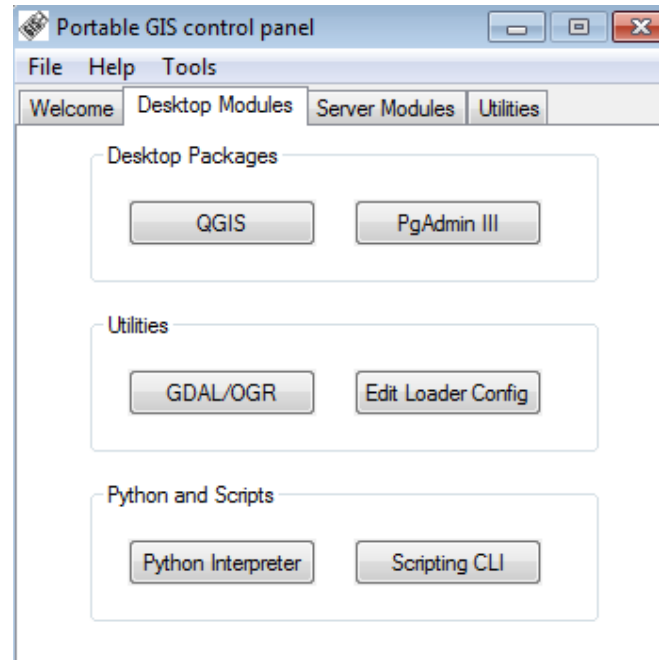 Portable GIS control panel
File Help Tools
Welcome Desktop Modules Server Modules Utilities
Desktop Packages
QGIS PgAdmin III
Utilities
GDAL/OGR Edit Loader Config
Python and Scripts
Python Interpreter Scripting CLI